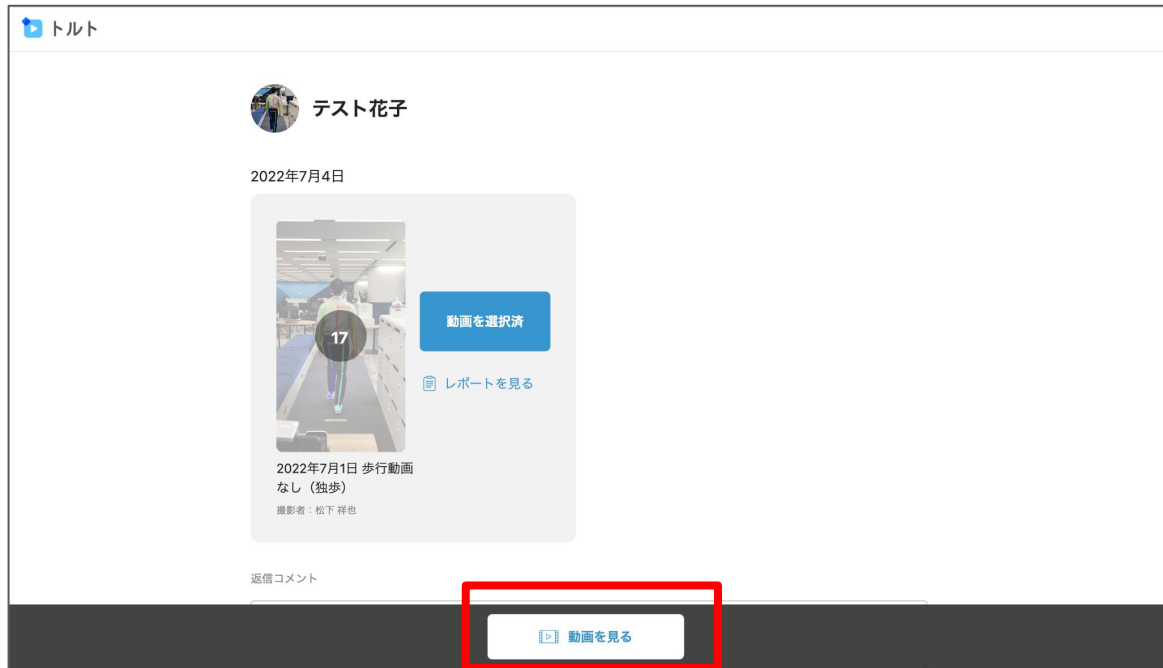 トルト
テスト花子
2022年7月4日
17
動画を選択済
レポートを見る
2022年7月1日 歩行動画
なし（独歩）
撮影者：松下 祥也
返信コメント
動画を見る